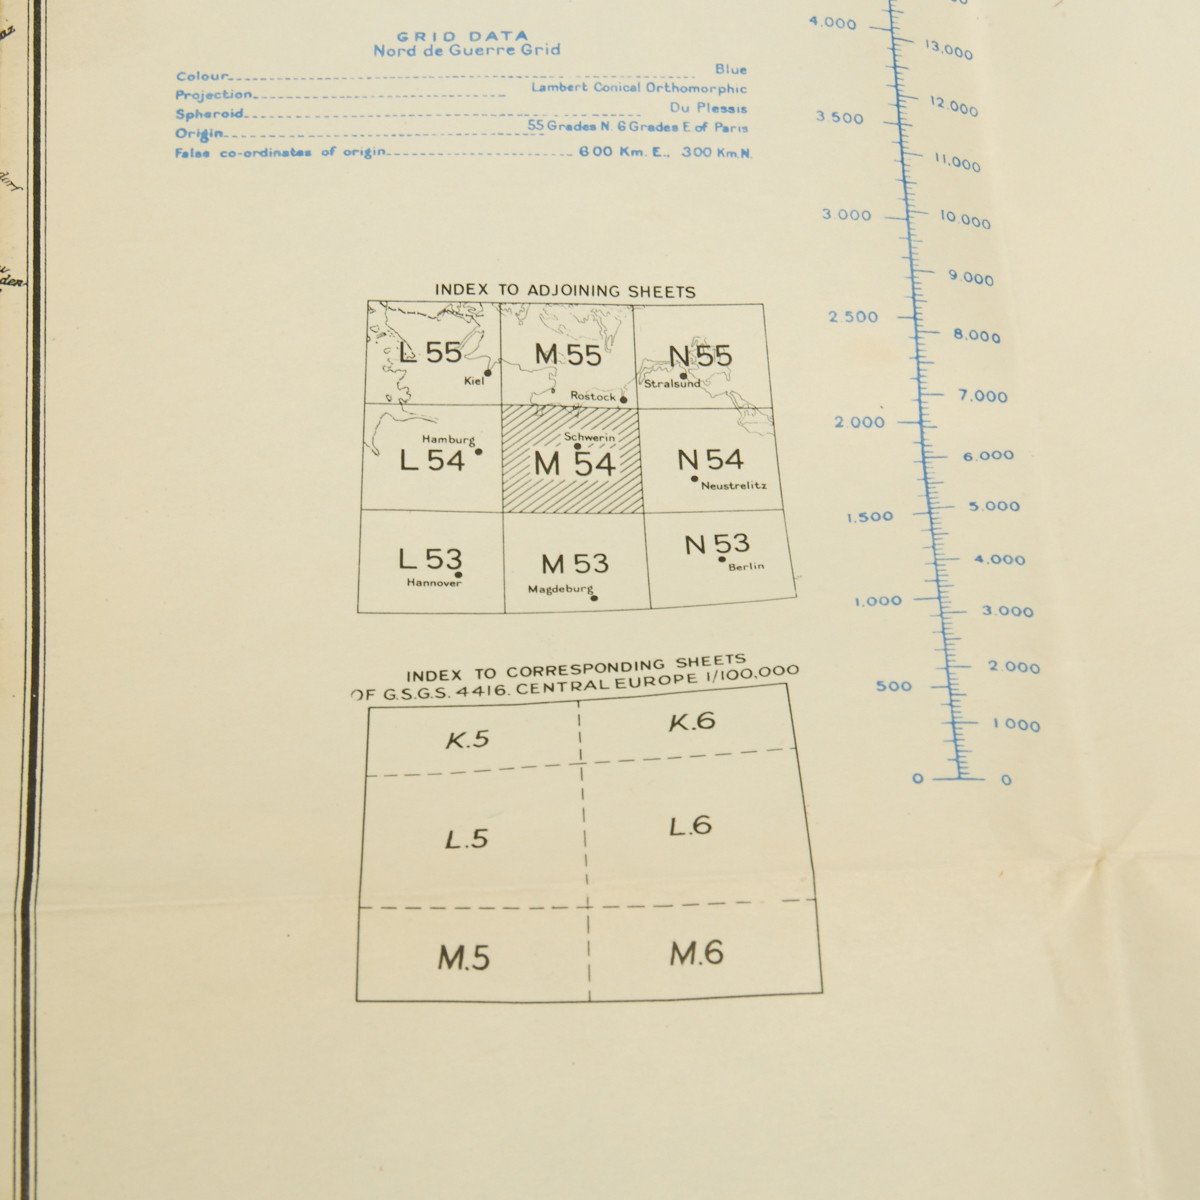 GRID DATA
Nord de Guerre Grid
Colour Blue
Projection Lambert Conical Orthomorphic
Spheroid Du Plessis
Origin 55 Grades N. 6 Grades E. of Paris
False co-ordinates of origin 600 Km. E., 300 Km.N.
INDEX TO ADJOINING SHEETS
L 55 M 55 N 55
Kiel Rostock Stralsund
Hamburg Schwerin
L 54 M 54 N 54
Neustrelitz
L 53 M 53 N 53
Hannover Magdeburg Berlin
INDEX TO CORRESPONDING SHEETS
OF G.S.G.S. 4416. CENTRAL EUROPE 1/100,000
K.5 K.6
L.5 L.6
M.5 M.6
4.000
13,000
12.000
3 500
11,000
3 000 10.000
9.000
2.500
8.000
7.000
2 000
6.000
1.500 5.000
4.000
1.000
3.000
2.000
500
1 000
0 0